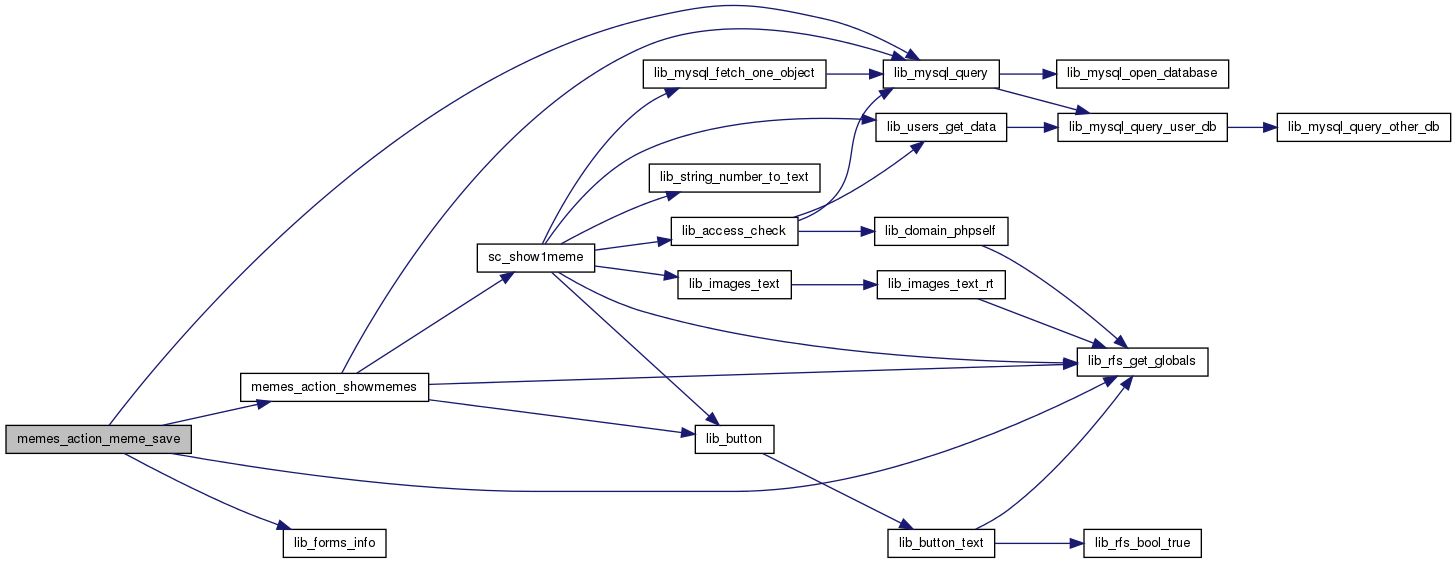 lib_mysql_fetch_one_object
lib_mysql_query
lib_mysql_open_database
lib_users_get_data
lib_mysql_query_user_db
lib_mysql_query_other_db
lib_string_number_to_text
lib_access_check
lib_domain_phpself
sc_show1meme
lib_images_text
lib_images_text_rt
lib_rfs_get_globals
memes_action_showmemes
memes_action_meme_save
lib_button
lib_forms_info
lib_button_text
lib_rfs_bool_true